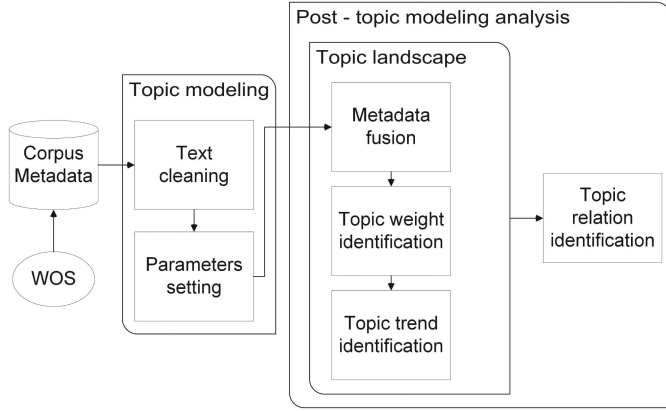 Post - topic modeling analysis
Topic landscape
Topic modeling
Corpus
Metadata
WOS
Text
cleaning
Parameters
setting
Metadata
fusion
Topic weight
identification
Topic trend
identification
Topic
relation
identification